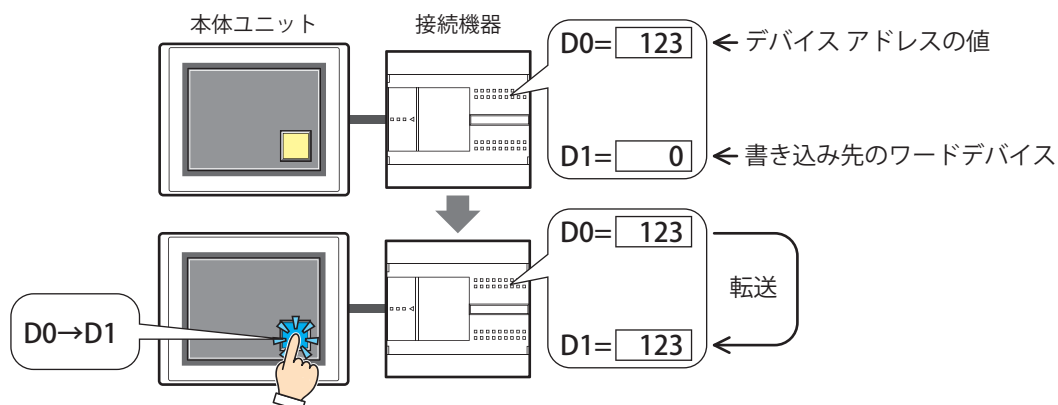 本体ユニット
接続機器
D0= 123
デバイス アドレスの値
D1= 0
書き込み先のワードデバイス
D0= 123
転送
D0→D1
D1= 123